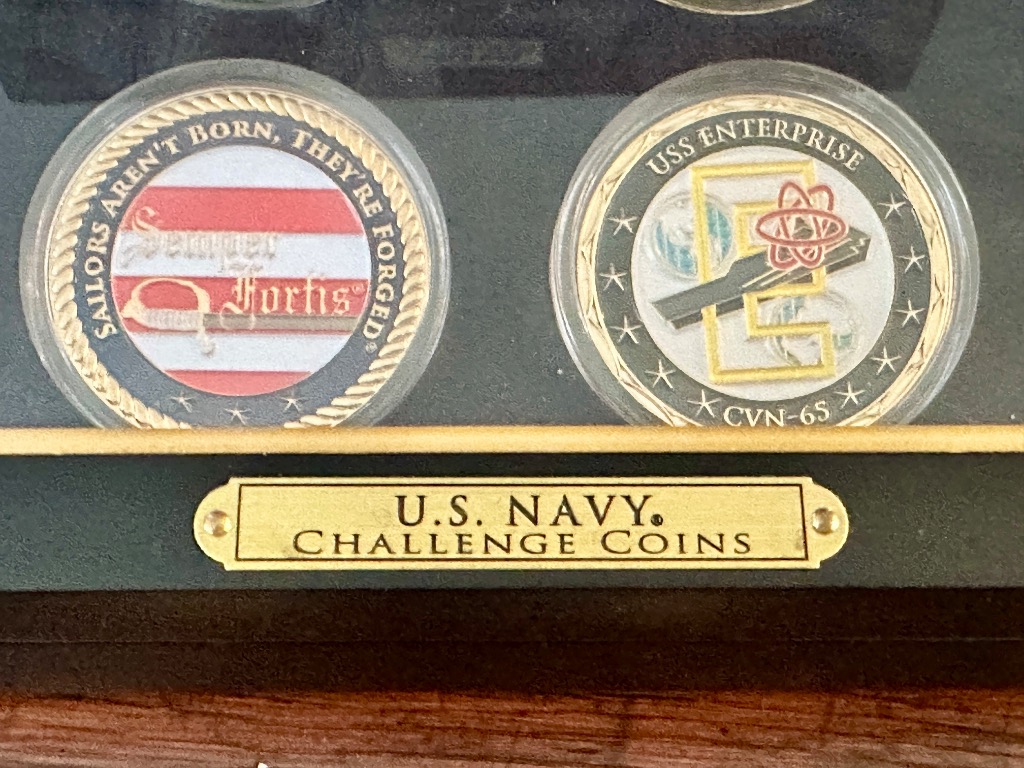 SAILORS AREN'T BORN, THEY'RE FORGED®
Semper
Fortis®
USS ENTERPRISE
CVN-65
U.S. NAVY®
CHALLENGE COINS